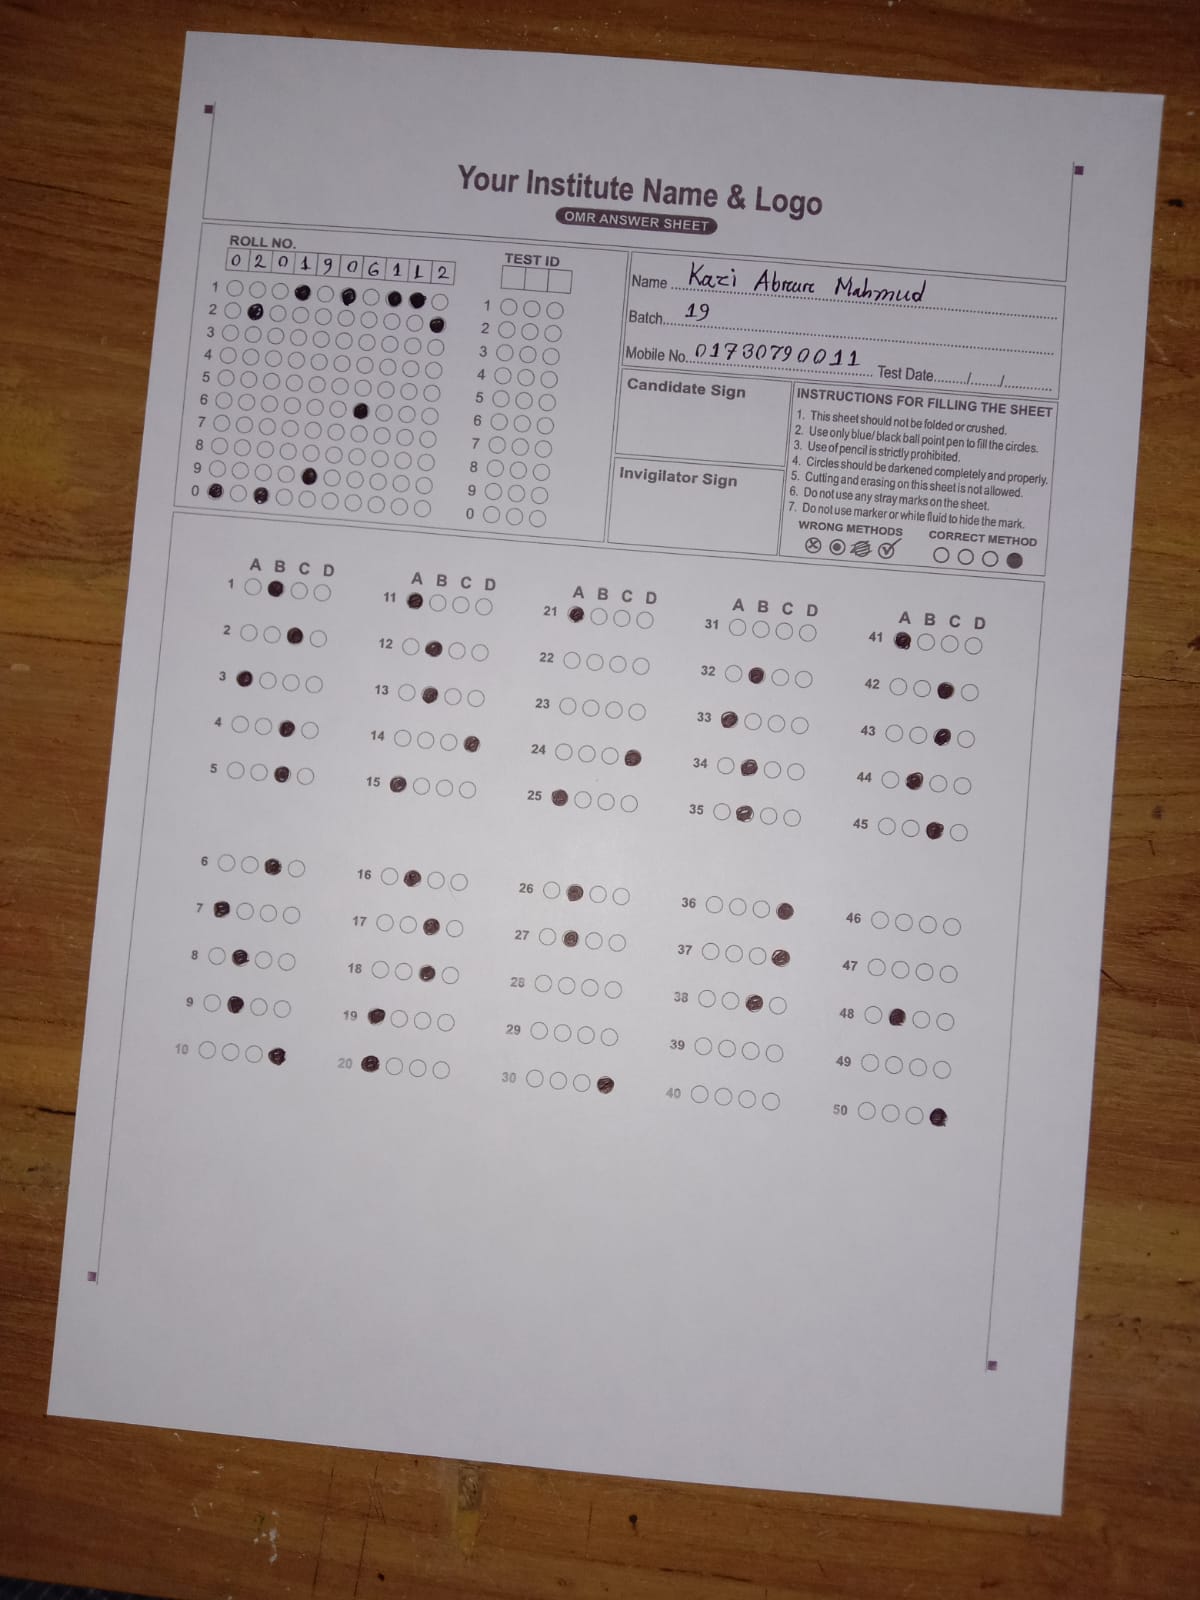 Your Institute Name & Logo
OMR ANSWER SHEET
ROLL NO.
0 2 0 1 9 0 6 1 1 2
1
2
3
4
5
6
7
8
9
0
TEST ID
1
2
3
4
5
6
7
8
9
0
Name Kazi Abrar Mahmud
Batch 19
Mobile No. 01730790011 Test Date......../......./............
Candidate Sign
Invigilator Sign
INSTRUCTIONS FOR FILLING THE SHEET
1. This sheet should not be folded or crushed.
2. Use only blue/ black ball point pen to fill the circles.
3. Use of pencil is strictly prohibited.
4. Circles should be darkened completely and properly.
5. Cutting and erasing on this sheet is not allowed.
6. Do not use any stray marks on the sheet.
7. Do not use marker or white fluid to hide the mark.
WRONG METHODS CORRECT METHOD
A B C D
1
2
3
4
5
6
7
8
9
10
A B C D
11
12
13
14
15
16
17
18
19
20
A B C D
21
22
23
24
25
26
27
28
29
30
A B C D
31
32
33
34
35
36
37
38
39
40
A B C D
41
42
43
44
45
46
47
48
49
50